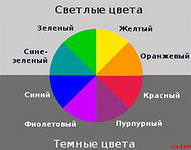 Светлые цвета
Зеленый
Желтый
Сине-
зеленый
Оранжевый
Синий
Красный
Фиолетовый
Пурпурный
Темные цвета